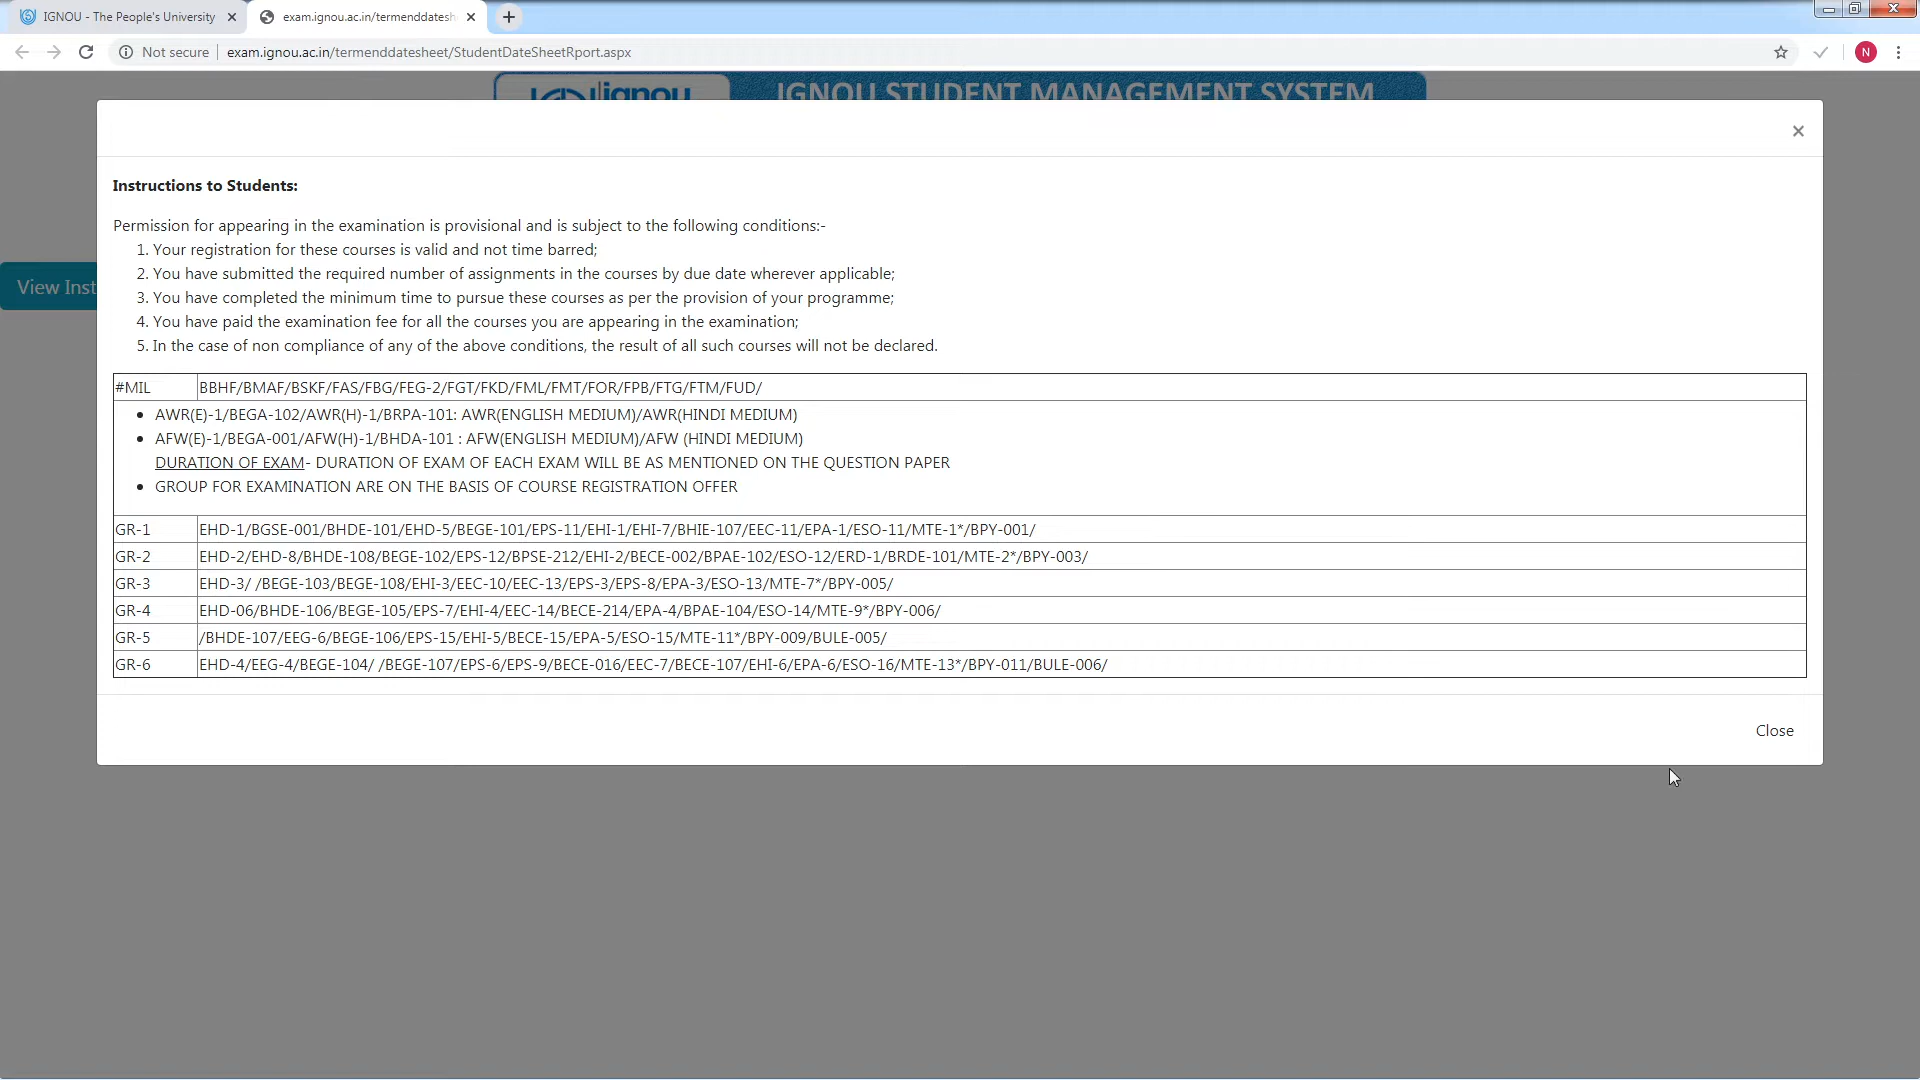 IGNOU - The People's University
exam.ignou.ac.in/termenddatesh
Not secure
exam.ignou.ac.in/termenddatesheet/StudentDateSheetRport.aspx
N
ignou
IGNOU STUDENT MANAGEMENT SYSTEM
×
Instructions to Students:
Permission for appearing in the examination is provisional and is subject to the following conditions:-
1. Your registration for these courses is valid and not time barred;
2. You have submitted the required number of assignments in the courses by due date wherever applicable;
View Inst
3. You have completed the minimum time to pursue these courses as per the provision of your programme;
4. You have paid the examination fee for all the courses you are appearing in the examination;
5. In the case of non compliance of any of the above conditions, the result of all such courses will not be declared.
#MIL BBHF/BMAF/BSKF/FAS/FBG/FEG-2/FGT/FKD/FML/FMT/FOR/FPB/FTG/FTM/FUD/
• AWR(E)-1/BEGA-102/AWR(H)-1/BRPA-101: AWR(ENGLISH MEDIUM)/AWR(HINDI MEDIUM)
• AFW(E)-1/BEGA-001/AFW(H)-1/BHDA-101 : AFW(ENGLISH MEDIUM)/AFW (HINDI MEDIUM)
DURATION OF EXAM- DURATION OF EXAM OF EACH EXAM WILL BE AS MENTIONED ON THE QUESTION PAPER
• GROUP FOR EXAMINATION ARE ON THE BASIS OF COURSE REGISTRATION OFFER
GR-1 EHD-1/BGSE-001/BHDE-101/EHD-5/BEGE-101/EPS-11/EHI-1/EHI-7/BHIE-107/EEC-11/EPA-1/ESO-11/MTE-1*/BPY-001/
GR-2 EHD-2/EHD-8/BHDE-108/BEGE-102/EPS-12/BPSE-212/EHI-2/BECE-002/BPAE-102/ESO-12/ERD-1/BRDE-101/MTE-2*/BPY-003/
GR-3 EHD-3/ /BEGE-103/BEGE-108/EHI-3/EEC-10/EEC-13/EPS-3/EPS-8/EPA-3/ESO-13/MTE-7*/BPY-005/
GR-4 EHD-06/BHDE-106/BEGE-105/EPS-7/EHI-4/EEC-14/BECE-214/EPA-4/BPAE-104/ESO-14/MTE-9*/BPY-006/
GR-5 /BHDE-107/EEG-6/BEGE-106/EPS-15/EHI-5/BECE-15/EPA-5/ESO-15/MTE-11*/BPY-009/BULE-005/
GR-6 EHD-4/EEG-4/BEGE-104/ /BEGE-107/EPS-6/EPS-9/BECE-016/EEC-7/BECE-107/EHI-6/EPA-6/ESO-16/MTE-13*/BPY-011/BULE-006/
Close